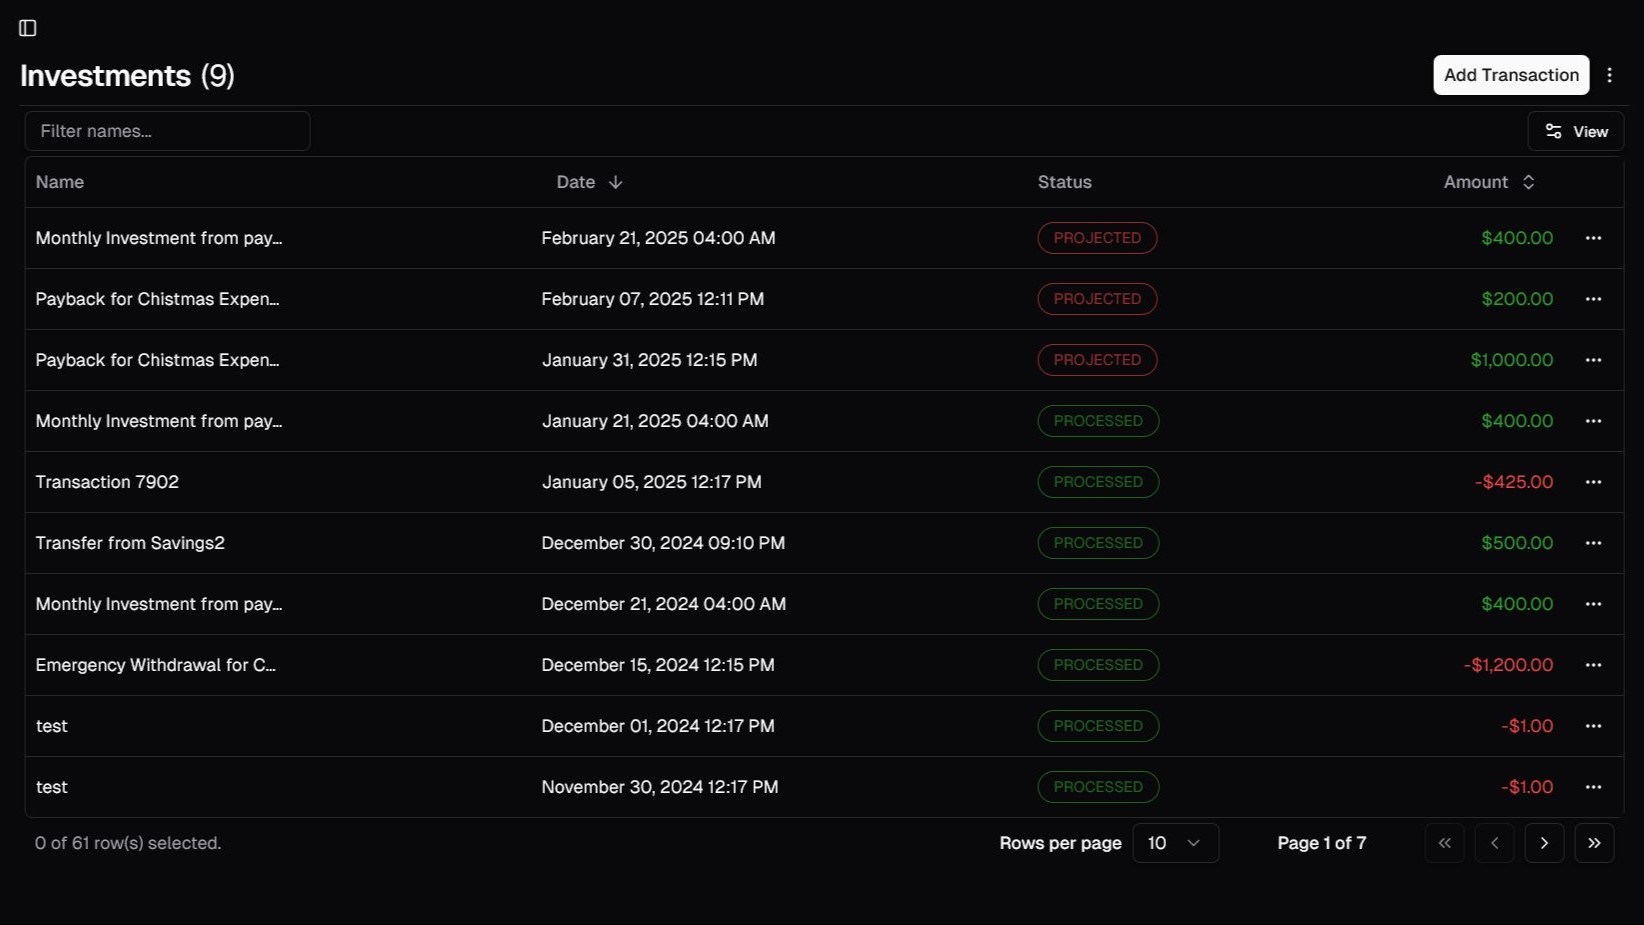 Investments (9)
Add Transaction
Filter names...
View
Name Date Status Amount
Monthly Investment from pay... February 21, 2025 04:00 AM PROJECTED $400.00
Payback for Chistmas Expen... February 07, 2025 12:11 PM PROJECTED $200.00
Payback for Chistmas Expen... January 31, 2025 12:15 PM PROJECTED $1,000.00
Monthly Investment from pay... January 21, 2025 04:00 AM PROCESSED $400.00
Transaction 7902 January 05, 2025 12:17 PM PROCESSED -$425.00
Transfer from Savings2 December 30, 2024 09:10 PM PROCESSED $500.00
Monthly Investment from pay... December 21, 2024 04:00 AM PROCESSED $400.00
Emergency Withdrawal for C... December 15, 2024 12:15 PM PROCESSED -$1,200.00
test December 01, 2024 12:17 PM PROCESSED -$1.00
test November 30, 2024 12:17 PM PROCESSED -$1.00
0 of 61 row(s) selected. Rows per page 10 Page 1 of 7